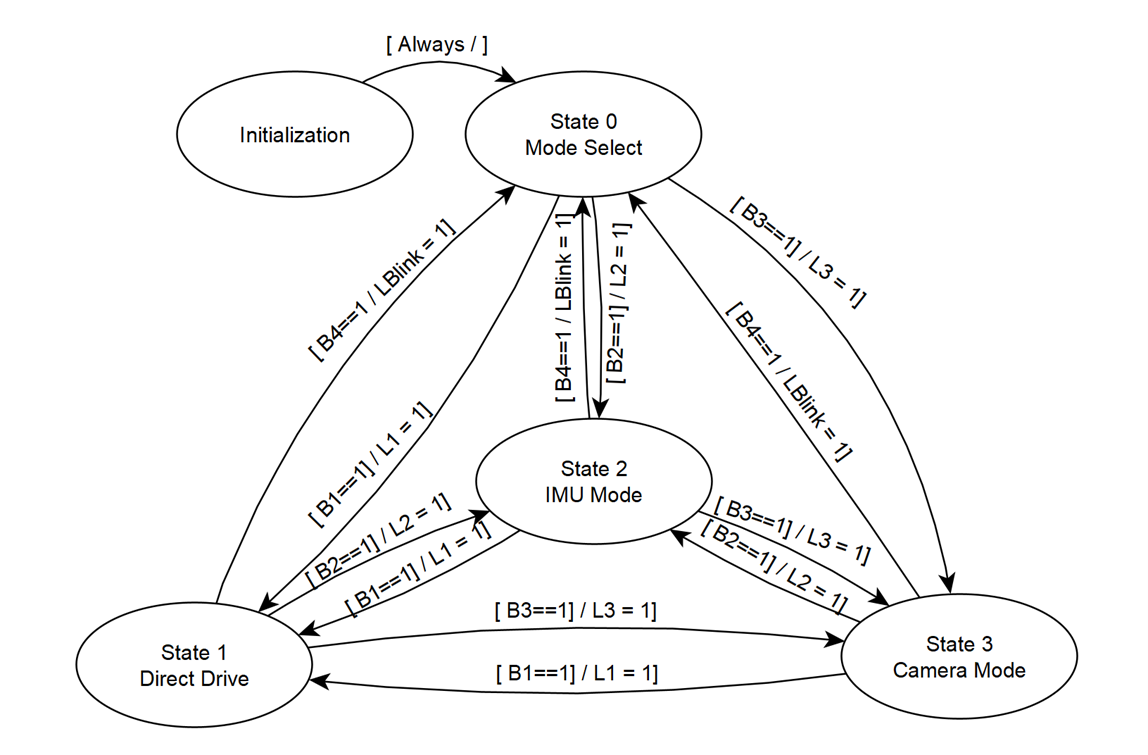 [ Always / ]
Initialization
State 0
Mode Select
[ B4==1 / LBlink = 1]
[ B1==1] / L1 = 1]
[ B4==1 / LBlink = 1]
[ B2==1] / L2 = 1]
[ B4==1 / LBlink = 1]
[ B3==1] / L3 = 1]
State 2
IMU Mode
[ B2==1] / L2 = 1]
[ B1==1] / L1 = 1]
[ B3==1] / L3 = 1]
[ B2==1] / L2 = 1]
[ B3==1] / L3 = 1]
[ B1==1] / L1 = 1]
State 1
Direct Drive
State 3
Camera Mode